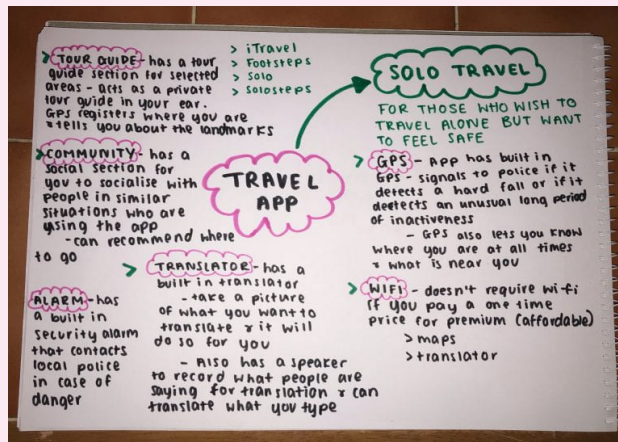 > TOUR GUIDE - has a tour
guide section for selected
areas - acts as a private
tour guide in your ear.
GPS registers where you are
& tells you about the landmarks
> iTravel
> Footsteps
> Solo
> Solosteps
SOLO TRAVEL
FOR THOSE WHO WISH TO
TRAVEL ALONE BUT WANT
TO FEEL SAFE
TRAVEL
APP
> COMMUNITY - has a
social section for
you to socialise with
people in similar
situations who are
using the app
- can recommend where
to go
> GPS - APP has built in
GPS - signals to police if it
detects a hard fall or if it
detects an unusual long period
of inactiveness
- GPS also lets you know
where you are at all times
& what is near you
> TRANSLATOR - has a
built in translator
- take a picture
of what you want to
translate & it will
do so for you
- Also has a speaker
to record what people are
saying for translation & can
translate what you type
ALARM - has
a built in
security alarm
that contacts
local police
in case of
danger
> WIFI - doesn't require wi-fi
if you pay a one time
price for premium (affordable)
> maps
> translator